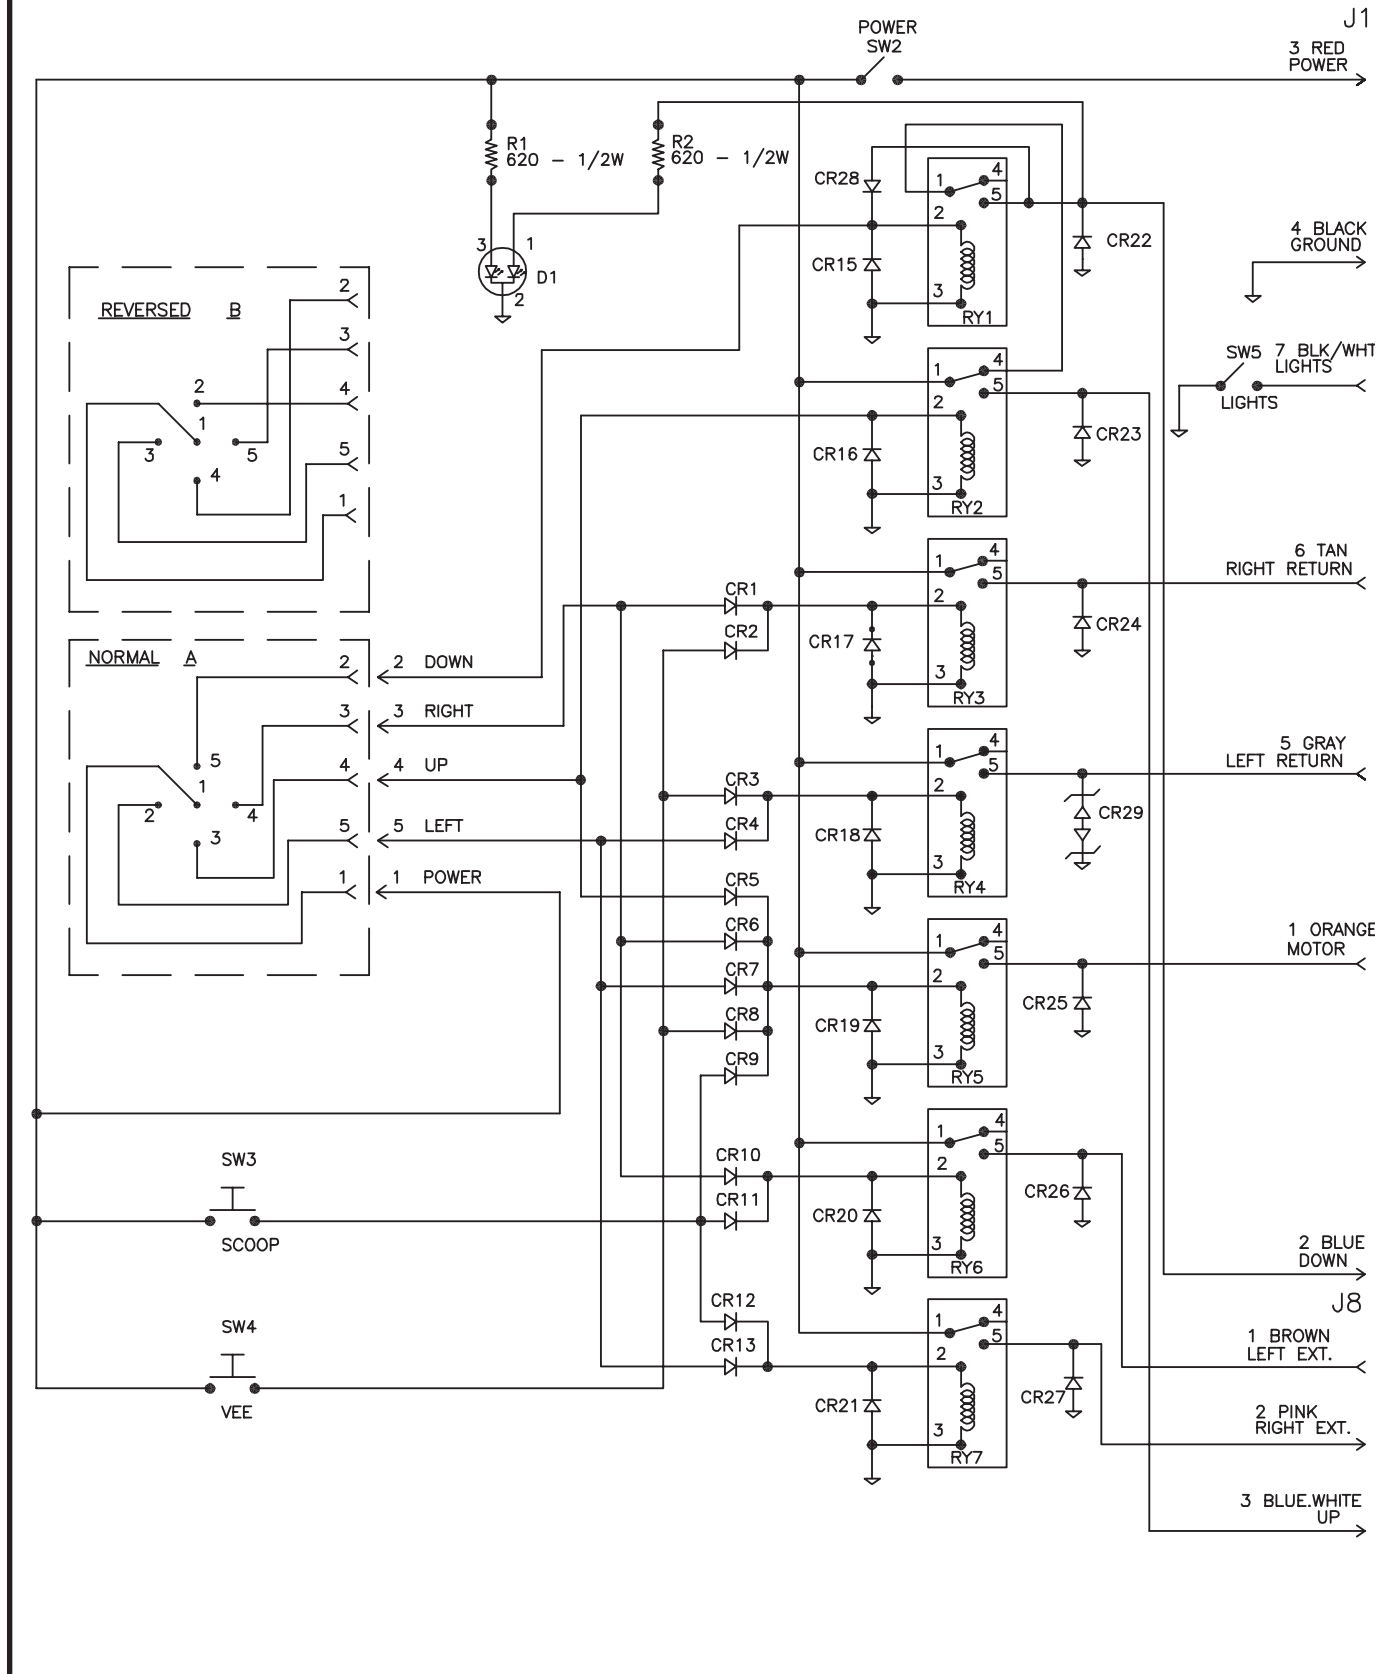 J1
POWER
SW2
3 RED
POWER
R1
620 - 1/2W
R2
620 - 1/2W
CR28
1
4
5
2
3
RY1
CR15
CR22
4 BLACK
GROUND
3
1
D1
2
REVERSED B
2
3
4
5
1
2
1
3
5
4
SW5
LIGHTS
7 BLK/WHT
LIGHTS
1
4
5
2
3
RY2
CR16
CR23
6 TAN
RIGHT RETURN
CR1
CR2
1
4
5
2
3
RY3
CR17
CR24
NORMAL A
2
3
4
5
1
5
1
2
4
3
2 DOWN
3 RIGHT
4 UP
5 LEFT
1 POWER
5 GRAY
LEFT RETURN
CR3
CR4
1
4
5
2
3
RY4
CR18
CR29
CR5
CR6
CR7
CR8
CR9
1
4
5
2
3
RY5
CR19
CR25
1 ORANGE
MOTOR
SW3
SCOOP
CR10
CR11
1
4
5
2
3
RY6
CR20
CR26
2 BLUE
DOWN
J8
SW4
VEE
CR12
CR13
1
4
5
2
3
RY7
CR21
CR27
1 BROWN
LEFT EXT.
2 PINK
RIGHT EXT.
3 BLUE.WHITE
UP